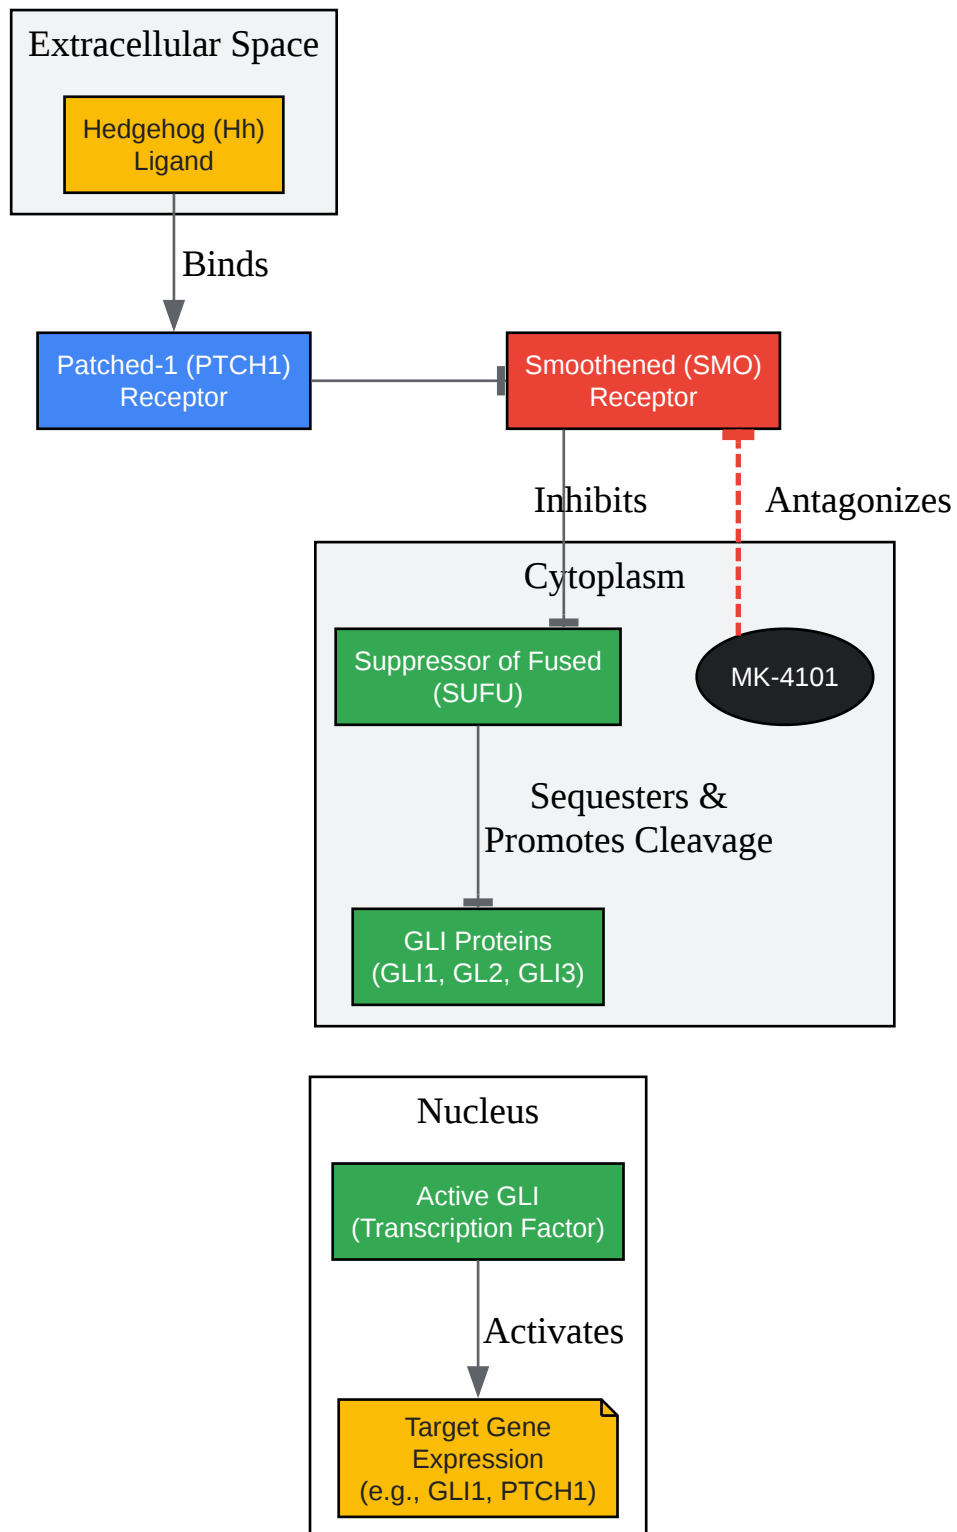 Extracellular Space
Hedgehog (Hh)
Ligand
Binds
Patched-1 (PTCH1)
Receptor
Smoothened (SMO)
Receptor
Inhibits
Antagonizes
Cytoplasm
Suppressor of Fused
(SUFU)
MK-4101
Sequesters &
Promotes Cleavage
GLI Proteins
(GLI1, GL2, GLI3)
Nucleus
Active GLI
(Transcription Factor)
Activates
Target Gene
Expression
(e.g., GLI1, PTCH1)